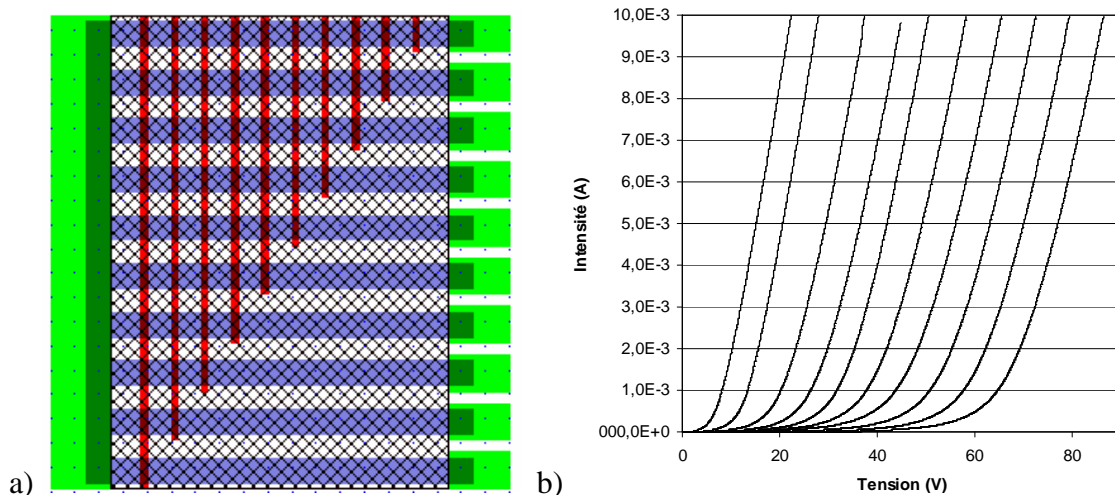 a)
b)
Intensité (A)
10,0E-3
9,0E-3
8,0E-3
7,0E-3
6,0E-3
5,0E-3
4,0E-3
3,0E-3
2,0E-3
1,0E-3
000,0E+0
0 20 40 60 80
Tension (V)